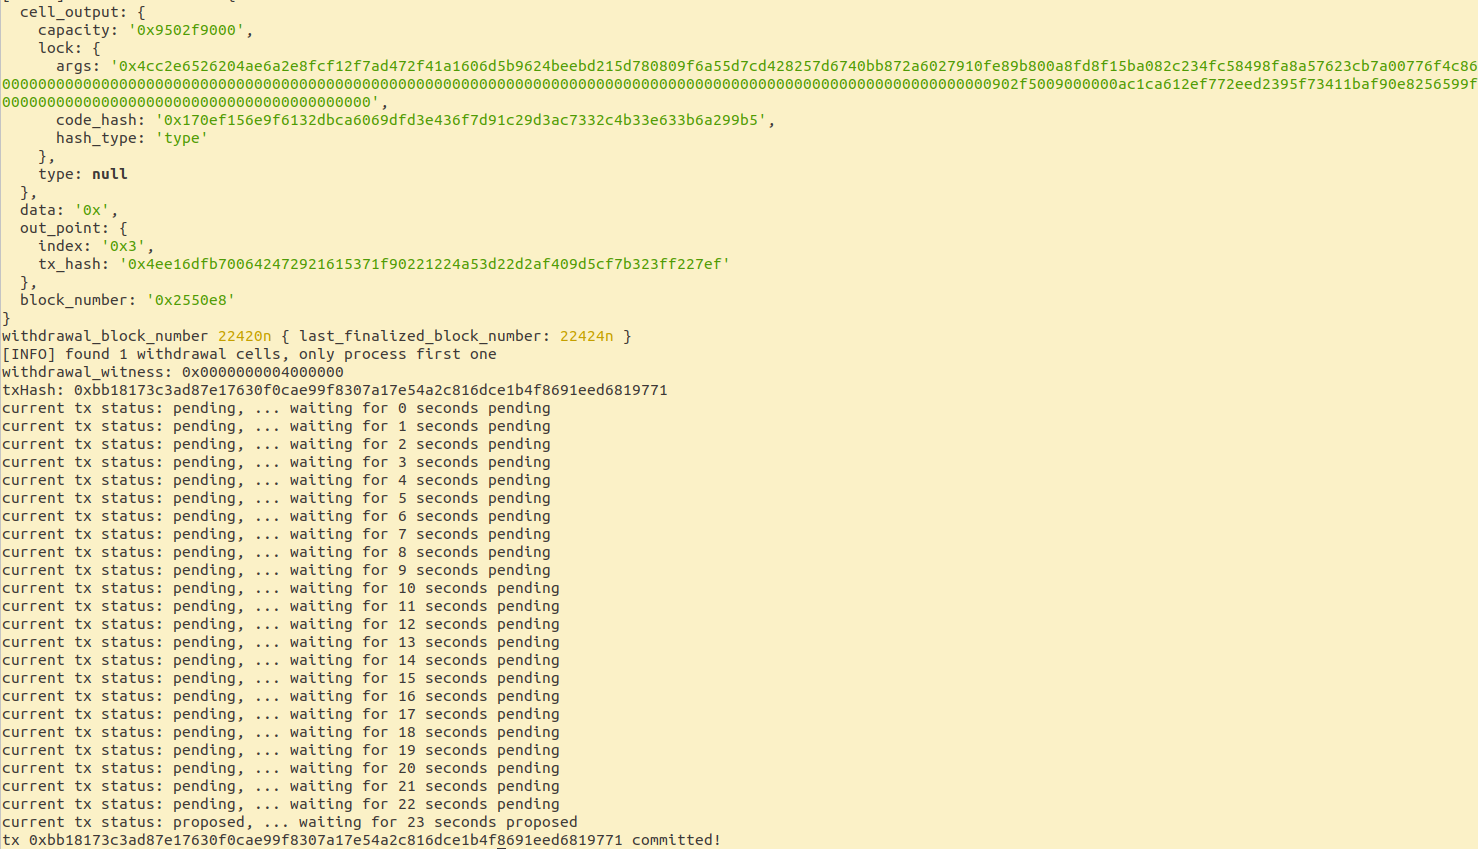 cell_output: {
capacity: '0x9502f9000',
lock: {
args: '0x4cc2e6526204ae6a2e8fcf12f7ad472f41a1606d5b9624beebd215d780809f6a55d7cd428257d6740bb872a6027910fe89b800a8fd8f15ba082c234fc58498fa8a57623cb7a00776f4c86
00000000000000000000000000000000000000000000000000000000000000000000000000000000000000000000000000000000000000902f5009000000ac1ca612ef772eed2395f73411baf90e8256599f
00000000000000000000000000000000000000000',
code_hash: '0x170ef156e9f6132dbca6069dfd3e436f7d91c29d3ac7332c4b33e633b6a299b5',
hash_type: 'type'
},
type: null
},
data: '0x',
out_point: {
index: '0x3',
tx_hash: '0x4ee16dfb700642472921615371f90221224a53d22d2af409d5cf7b323ff227ef'
},
block_number: '0x2550e8'
}
withdrawal_block_number 22420n { last_finalized_block_number: 22424n }
[INFO] found 1 withdrawal cells, only process first one
withdrawal_witness: 0x0000000004000000
txHash: 0xbb18173c3ad87e17630f0cae99f8307a17e54a2c816dce1b4f8691eed6819771
current tx status: pending, ... waiting for 0 seconds pending
current tx status: pending, ... waiting for 1 seconds pending
current tx status: pending, ... waiting for 2 seconds pending
current tx status: pending, ... waiting for 3 seconds pending
current tx status: pending, ... waiting for 4 seconds pending
current tx status: pending, ... waiting for 5 seconds pending
current tx status: pending, ... waiting for 6 seconds pending
current tx status: pending, ... waiting for 7 seconds pending
current tx status: pending, ... waiting for 8 seconds pending
current tx status: pending, ... waiting for 9 seconds pending
current tx status: pending, ... waiting for 10 seconds pending
current tx status: pending, ... waiting for 11 seconds pending
current tx status: pending, ... waiting for 12 seconds pending
current tx status: pending, ... waiting for 13 seconds pending
current tx status: pending, ... waiting for 14 seconds pending
current tx status: pending, ... waiting for 15 seconds pending
current tx status: pending, ... waiting for 16 seconds pending
current tx status: pending, ... waiting for 17 seconds pending
current tx status: pending, ... waiting for 18 seconds pending
current tx status: pending, ... waiting for 19 seconds pending
current tx status: pending, ... waiting for 20 seconds pending
current tx status: pending, ... waiting for 21 seconds pending
current tx status: pending, ... waiting for 22 seconds pending
current tx status: proposed, ... waiting for 23 seconds proposed
tx 0xbb18173c3ad87e17630f0cae99f8307a17e54a2c816dce1b4f8691eed6819771 committed!